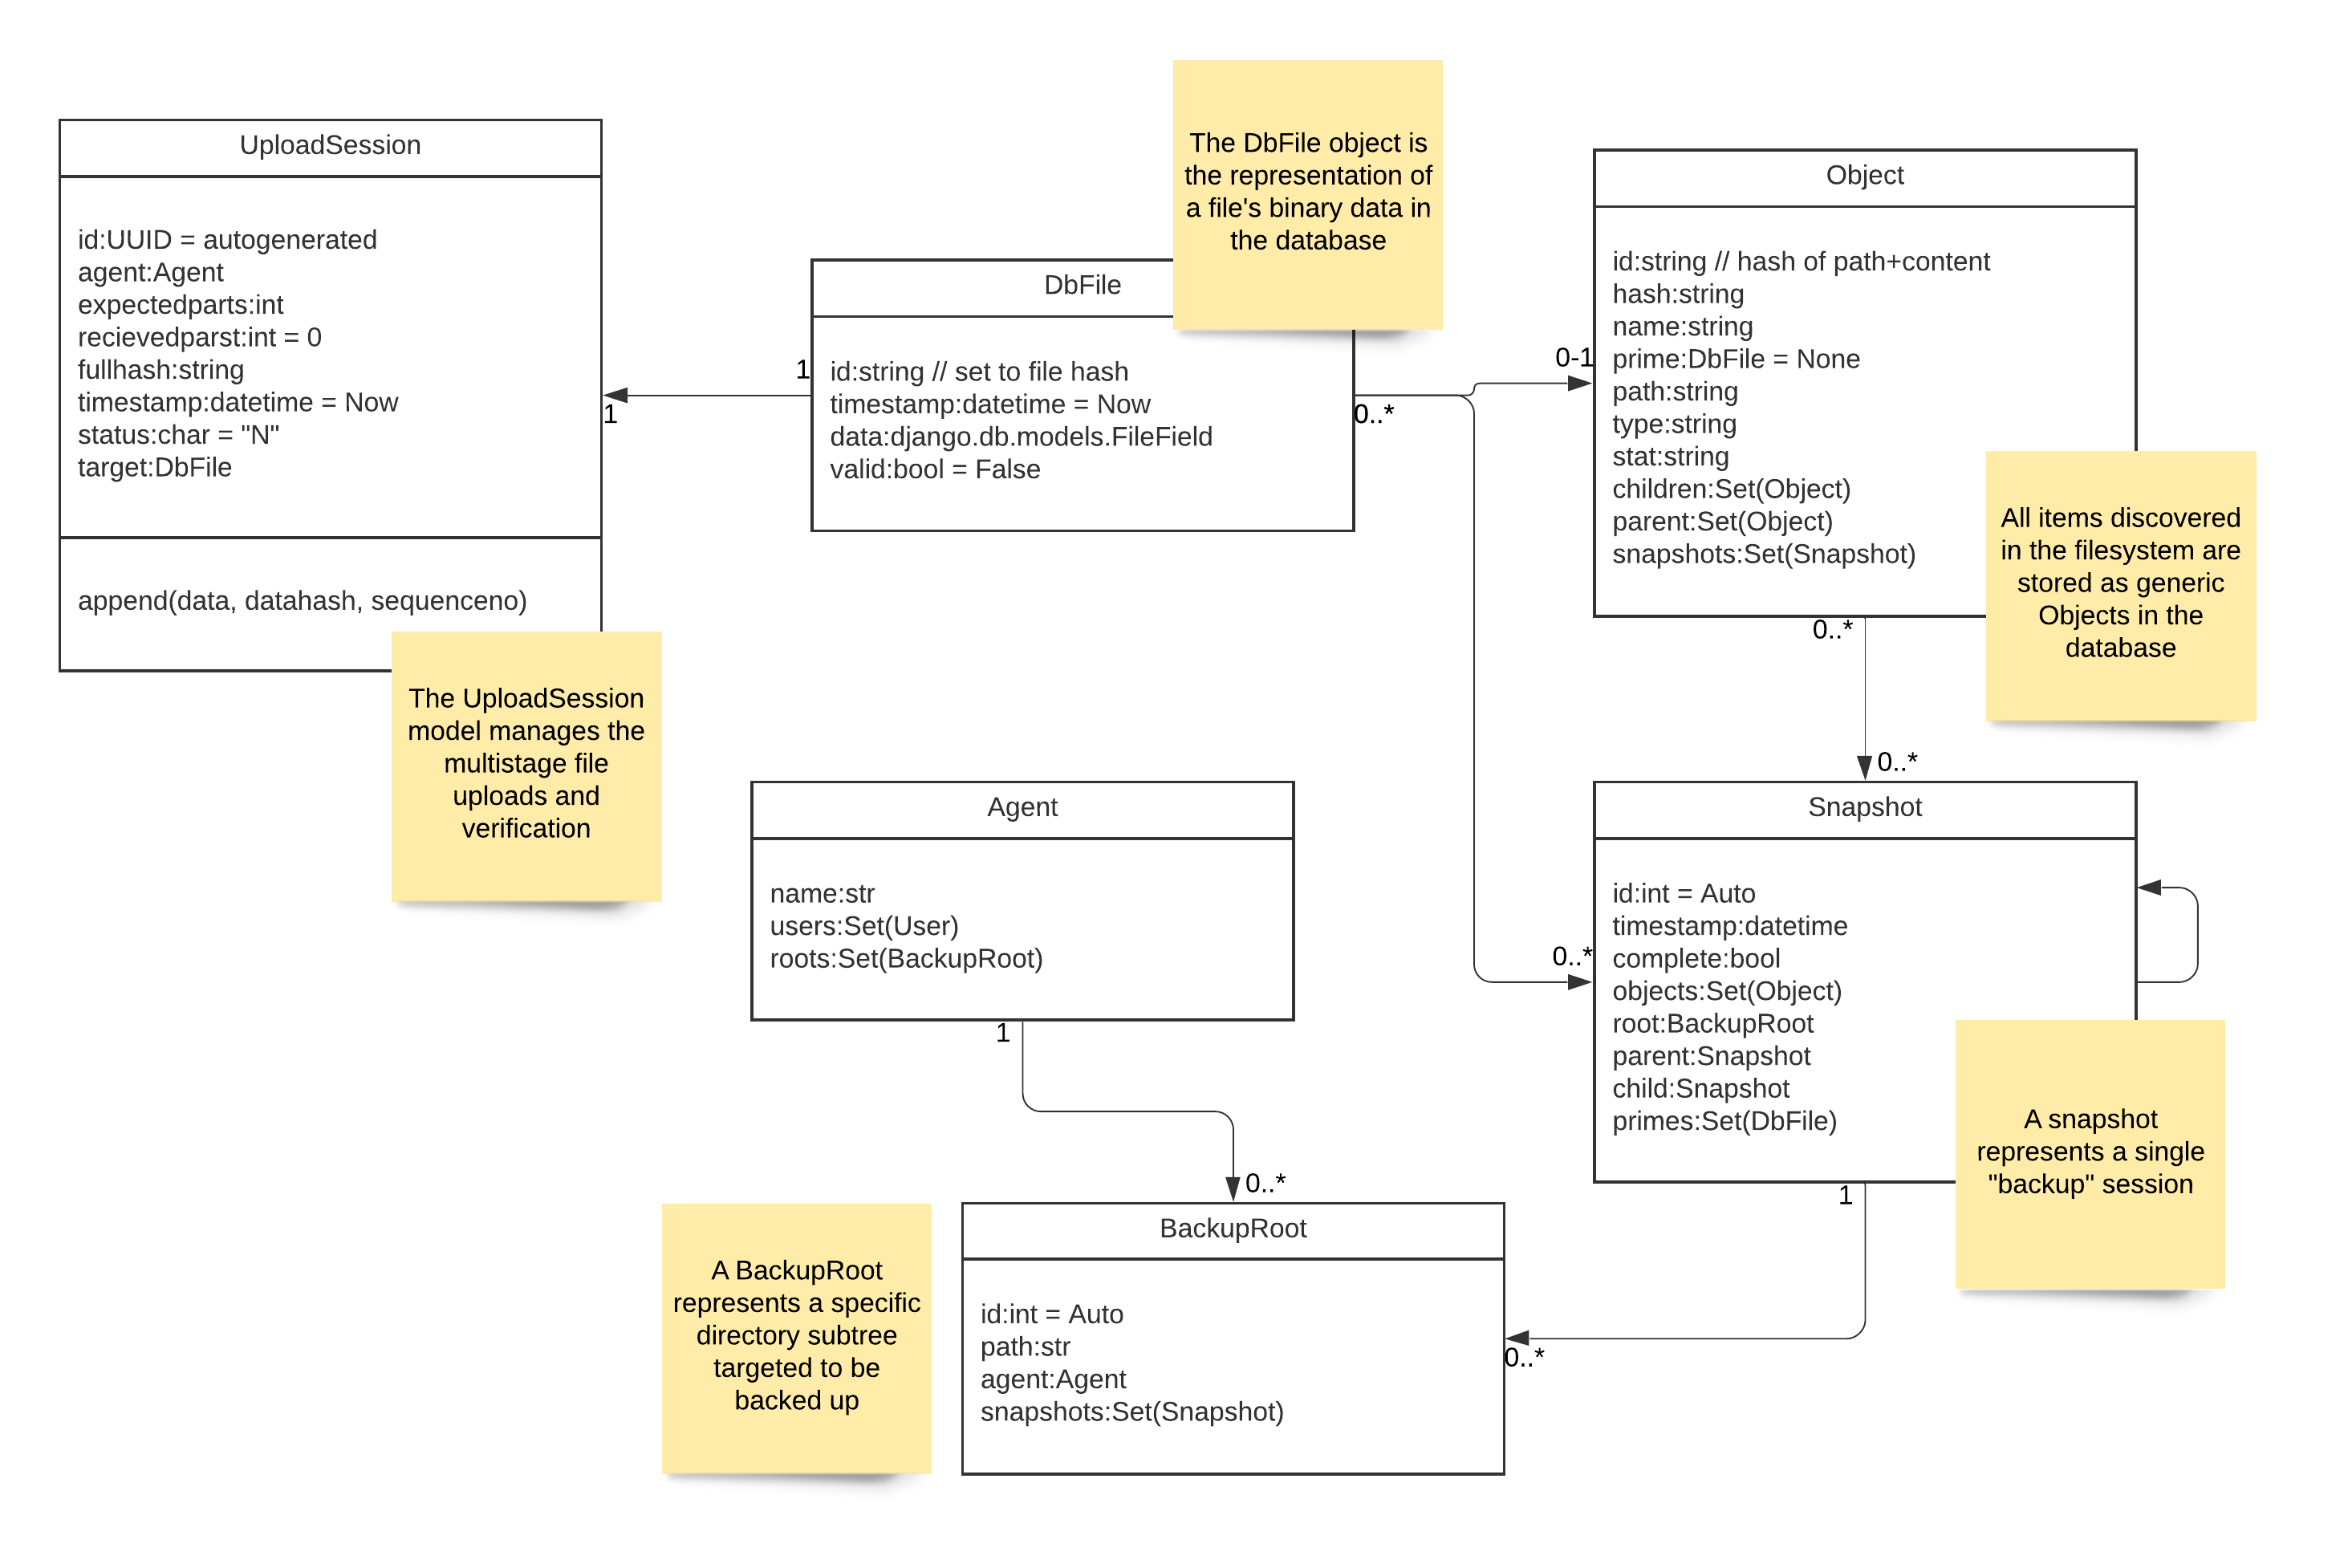 UploadSession
id:UUID = autogenerated
agent:Agent
expectedparts:int
recievedparst:int = 0
fullhash:string
timestamp:datetime = Now
status:char = "N"
target:DbFile
append(data, datahash, sequenceno)
The UploadSession
model manages the
multistage file
uploads and
verification
1
1
DbFile
id:string // set to file hash
timestamp:datetime = Now
data:django.db.models.FileField
valid:bool = False
The DbFile object is
the representation of
a file's binary data in
the database
0..*
0-1
0..*
Object
id:string // hash of path+content
hash:string
name:string
prime:DbFile = None
path:string
type:string
stat:string
children:Set(Object)
parent:Set(Object)
snapshots:Set(Snapshot)
All items discovered
in the filesystem are
stored as generic
Objects in the
database
0..*
0..*
Agent
name:str
users:Set(User)
roots:Set(BackupRoot)
1
0..*
Snapshot
id:int = Auto
timestamp:datetime
complete:bool
objects:Set(Object)
root:BackupRoot
parent:Snapshot
child:Snapshot
primes:Set(DbFile)
A snapshot
represents a single
"backup" session
1
0..*
A BackupRoot
represents a specific
directory subtree
targeted to be
backed up
BackupRoot
id:int = Auto
path:str
agent:Agent
snapshots:Set(Snapshot)